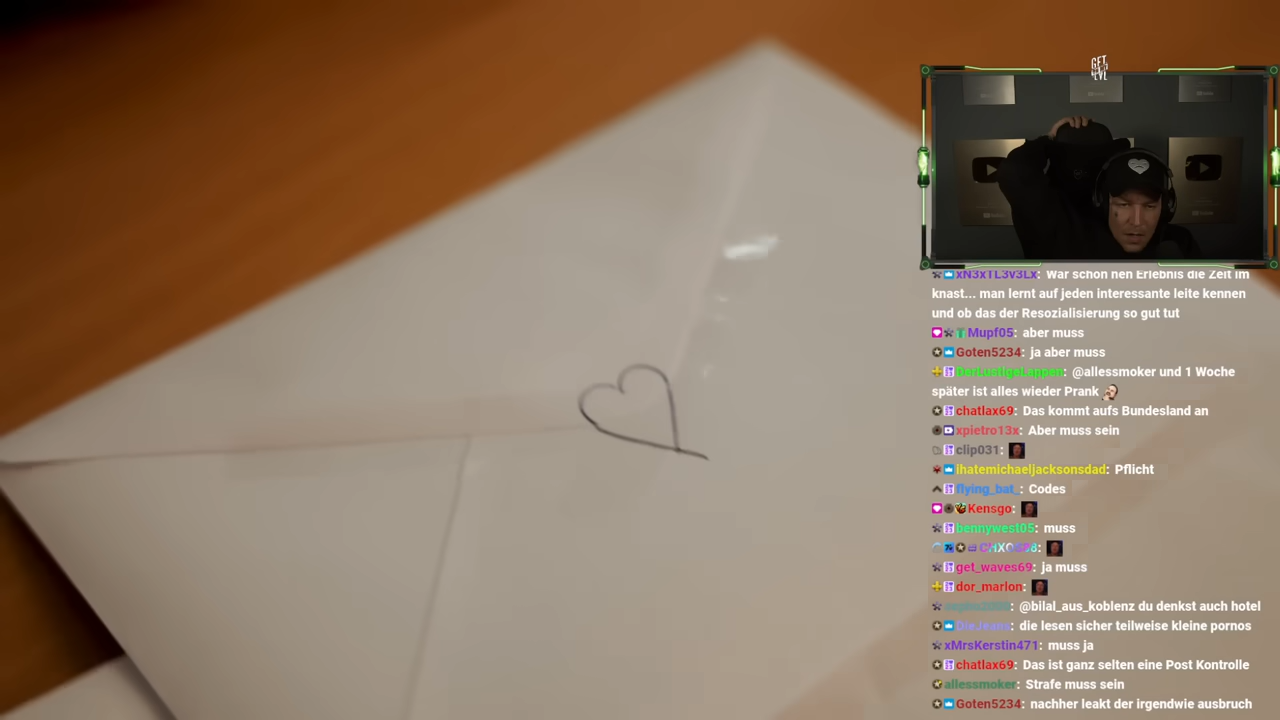 GET
LVL
xN3xTL3v3Lx: War schon nen Erlebnis die Zeit im
knast... man lernt auf jeden interessante leite kennen
und ob das der Resozialisierung so gut tut
Mupf05: aber muss
Goten5234: ja aber muss
DerLustigeLappen: @allessmoker und 1 Woche
später ist alles wieder Prank
chatlax69: Das kommt aufs Bundesland an
xpietro13x: Aber muss sein
clip031:
Ihatemichaeljacksonsdad: Pflicht
flying_bat_: Codes
Kensgo:
bennywest05: muss
get_waves69: ja muss
dor_marlon:
@bilal_aus_koblenz du denkst auch hotel
die lesen sicher teilweise kleine pornos
xMrsKerstin471: muss ja
chatlax69: Das ist ganz selten eine Post Kontrolle
allessmoker: Strafe muss sein
Goten5234: nachher leakt der irgendwie ausbruch